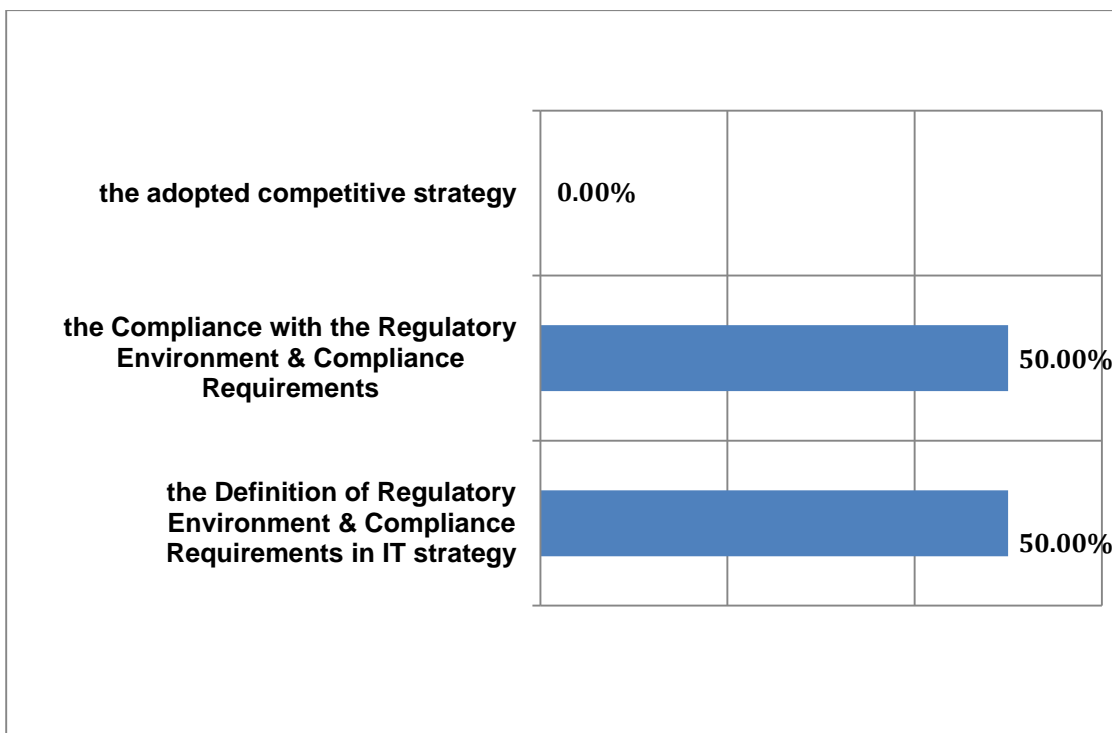 the adopted competitive strategy
0.00%
the Compliance with the Regulatory
Environment & Compliance
Requirements
50.00%
the Definition of Regulatory
Environment & Compliance
Requirements in IT strategy
50.00%